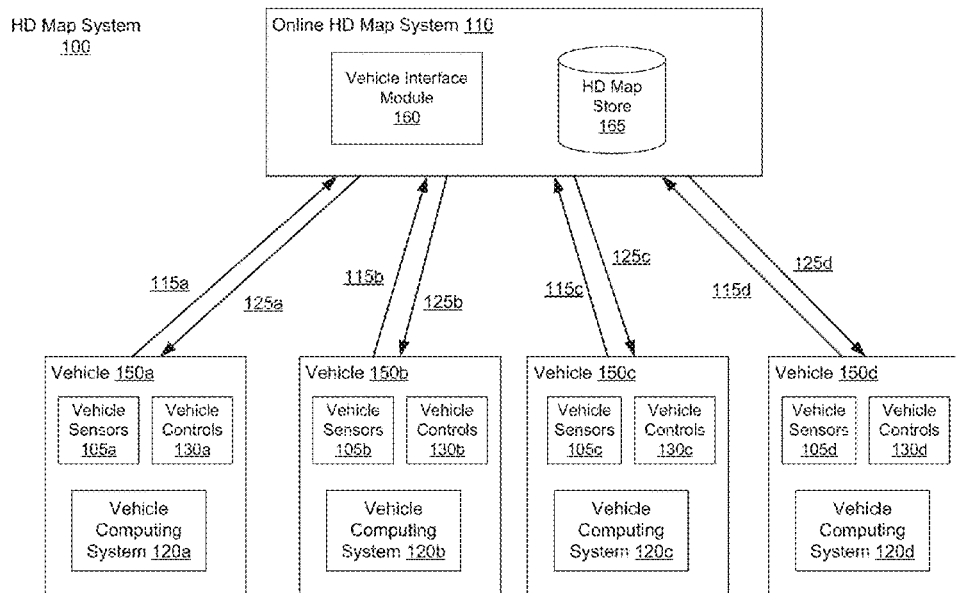 HD Map System
100
Online HD Map System 110
Vehicle Interface
Module
160
HD Map
Store
165
115a
125a
115b
125b
115c
125c
115d
125d
Vehicle 150a
Vehicle
Sensors
105a
Vehicle
Controls
130a
Vehicle
Computing
System 120a
Vehicle 150b
Vehicle
Sensors
105b
Vehicle
Controls
130b
Vehicle
Computing
System 120b
Vehicle 150c
Vehicle
Sensors
105c
Vehicle
Controls
130c
Vehicle
Computing
System 120c
Vehicle 150d
Vehicle
Sensors
105d
Vehicle
Controls
130d
Vehicle
Computing
System 120d